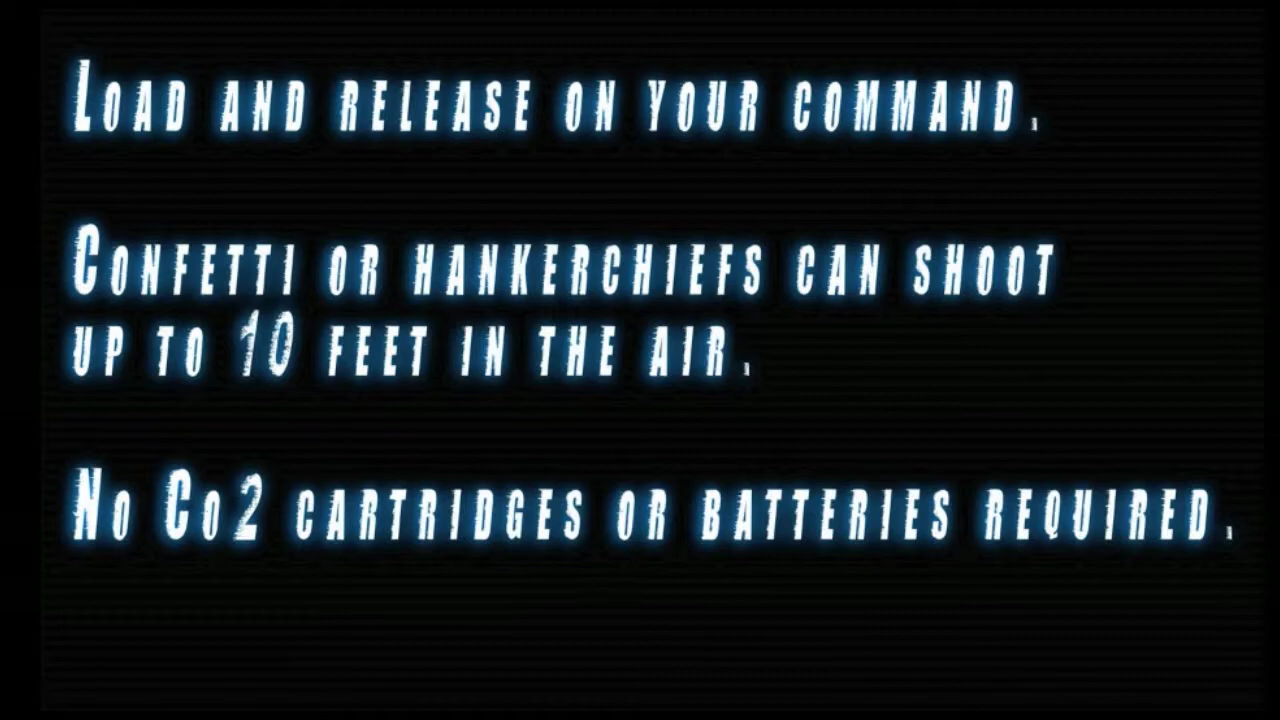 Load and release on your command.
Confetti or hankerchiefs can shoot
up to 10 feet in the air.
No Co2 cartridges or batteries required.